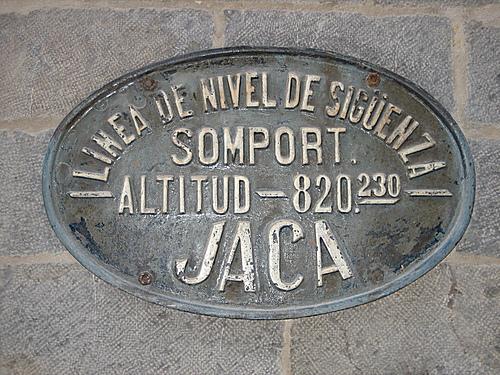 LINEA DE NIVEL DE SIGÜENZA
SOMPORT.
ALTITUD - 820.230
JACA